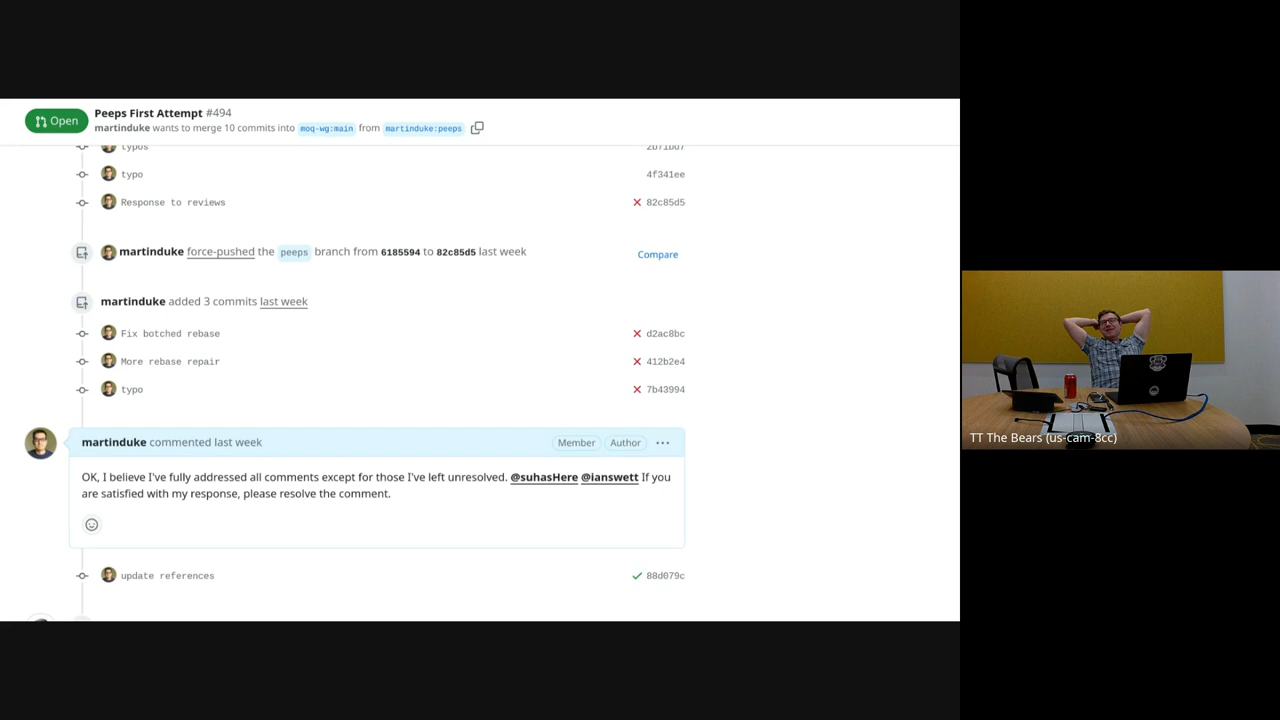 Open
Peeps First Attempt #494
martinduke wants to merge 10 commits into moq-wg:main from martinduke:peeps
typos 2b71bd7
typo 4f341ee
Response to reviews 82c85d5
martinduke force-pushed the peeps branch from 6185594 to 82c85d5 last week
Compare
martinduke added 3 commits last week
Fix botched rebase d2ac8bc
More rebase repair 412b2e4
typo 7b43994
martinduke commented last week Member Author
OK, I believe I've fully addressed all comments except for those I've left unresolved. @suhasHere @ianswett If you
are satisfied with my response, please resolve the comment.
update references 88d079c
TT The Bears (us-cam-8cc)